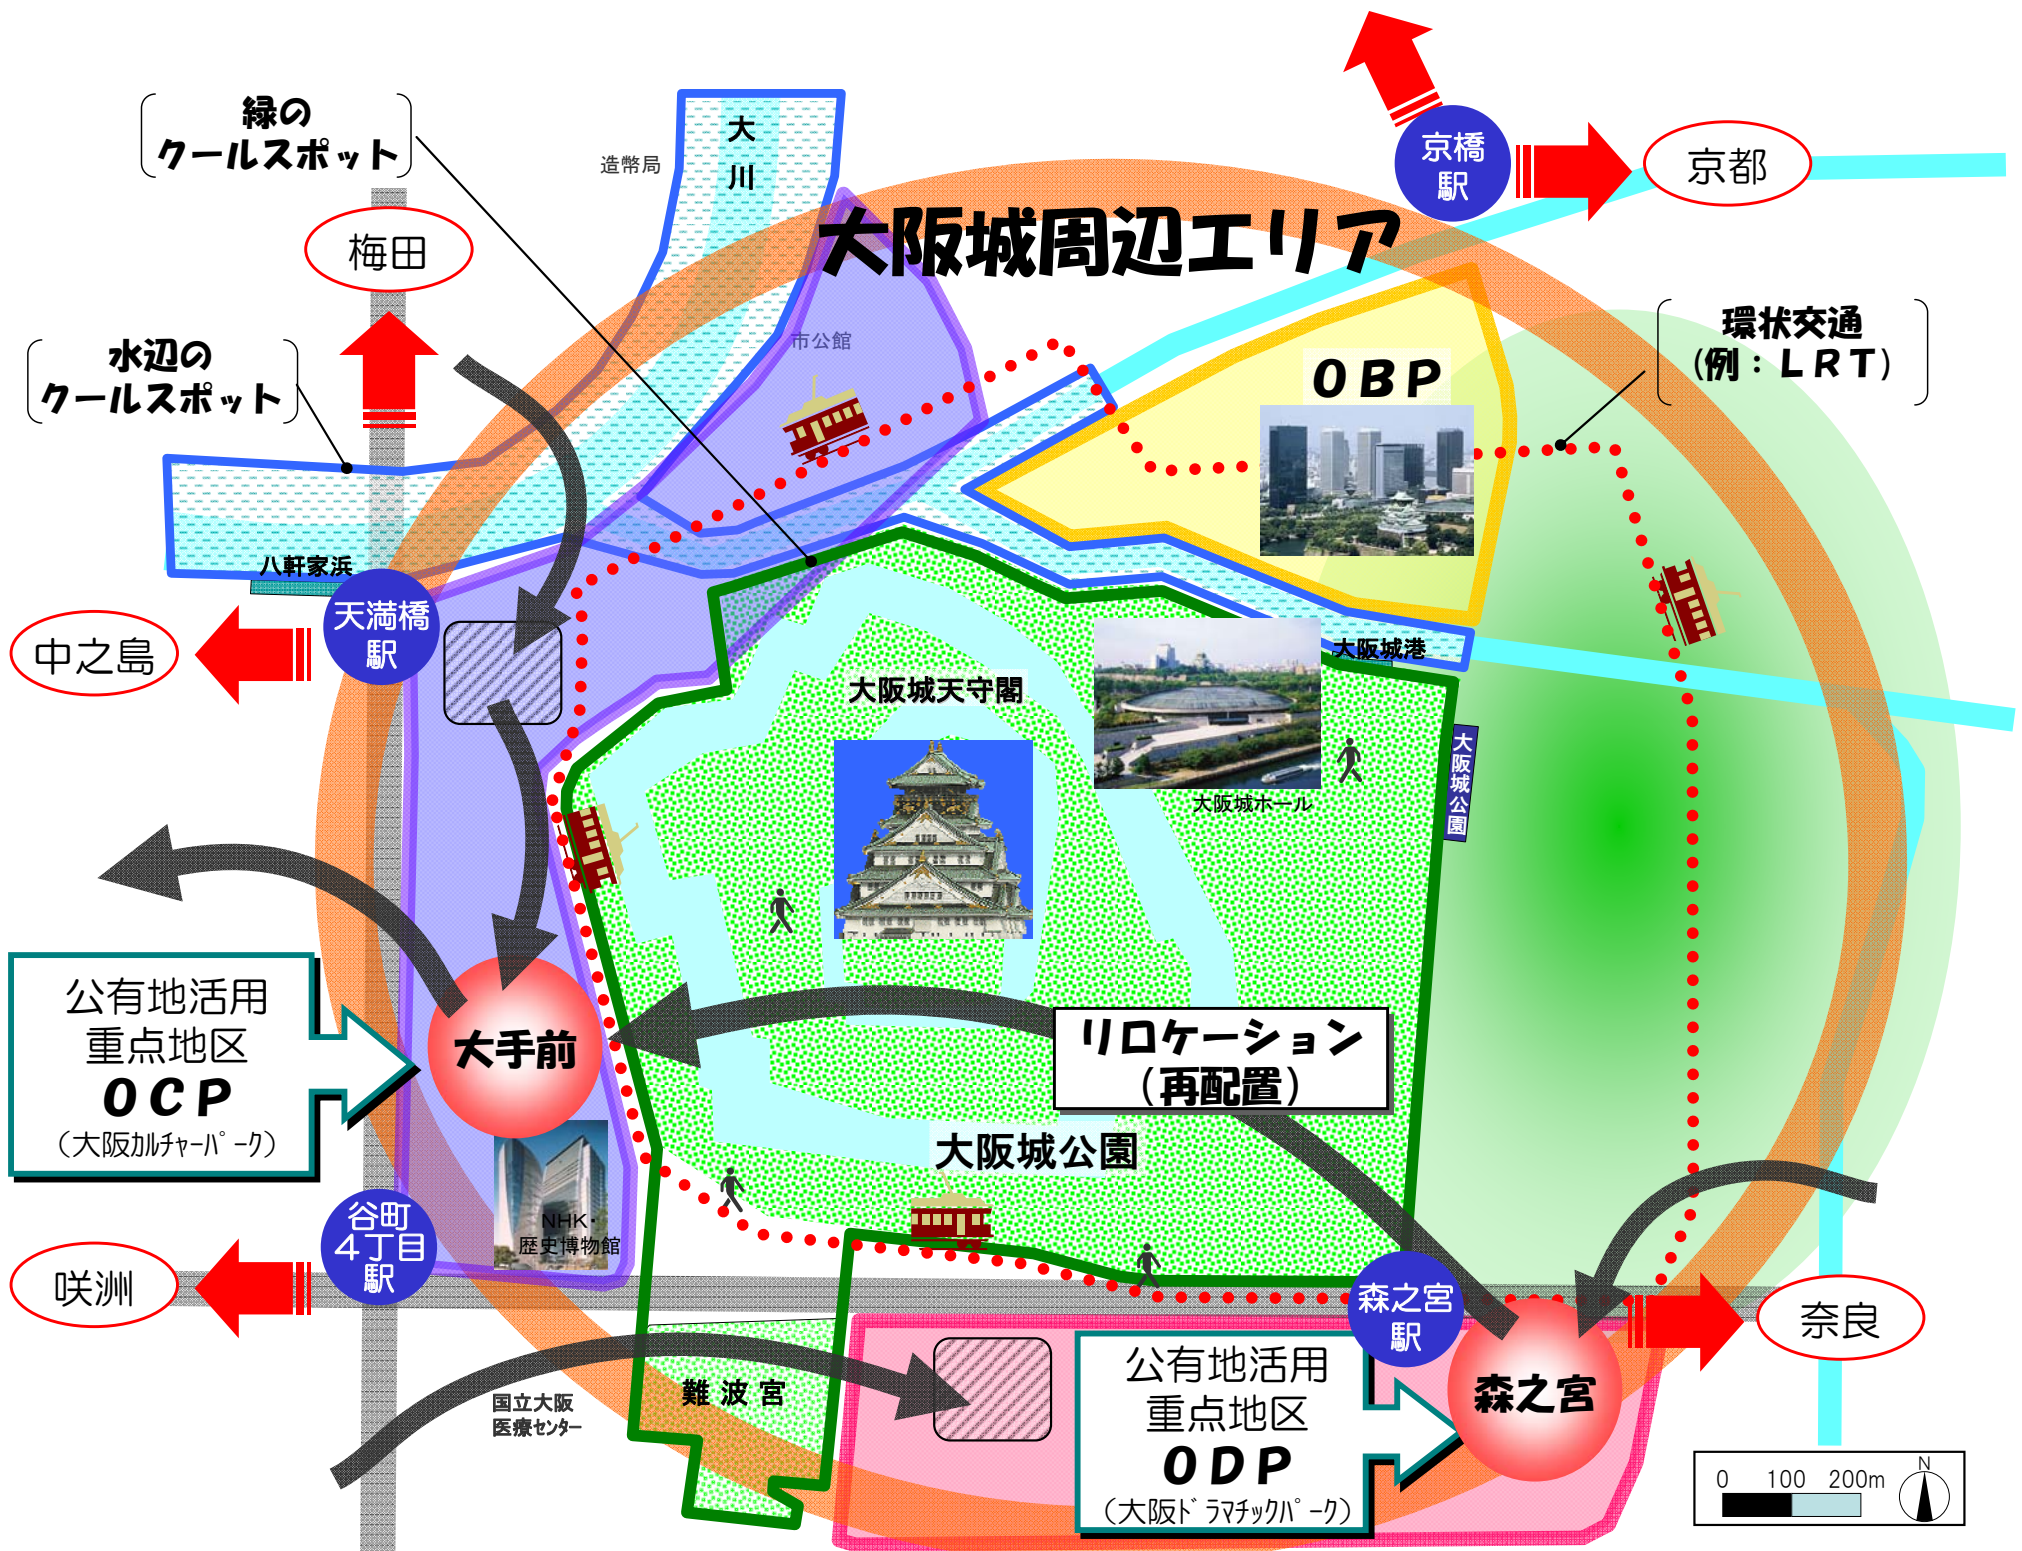 緑の
クールスポット
大
川
造幣局
京橋
駅
京都
梅田
大阪城周辺エリア
水辺の
クールスポット
市公館
OBP
環状交通
(例：ＬＲＴ)
八軒家浜
天満橋
駅
中之島
大阪城港
大阪城天守閣
大阪城ホール
大阪城公園
公有地活用
重点地区
OCP
（大阪ｶﾙﾁｬｰﾊﾟｰｸ）
大手前
リロケーション
（再配置）
大阪城公園
NHK・
歴史博物館
谷町
４丁目
駅
咲洲
森之宮
駅
奈良
国立大阪
医療ｾﾝﾀｰ
難波宮
公有地活用
重点地区
ODP
（大阪ﾄﾞﾗﾏﾁｯｸﾊﾟｰｸ）
森之宮
0 100 200m
N